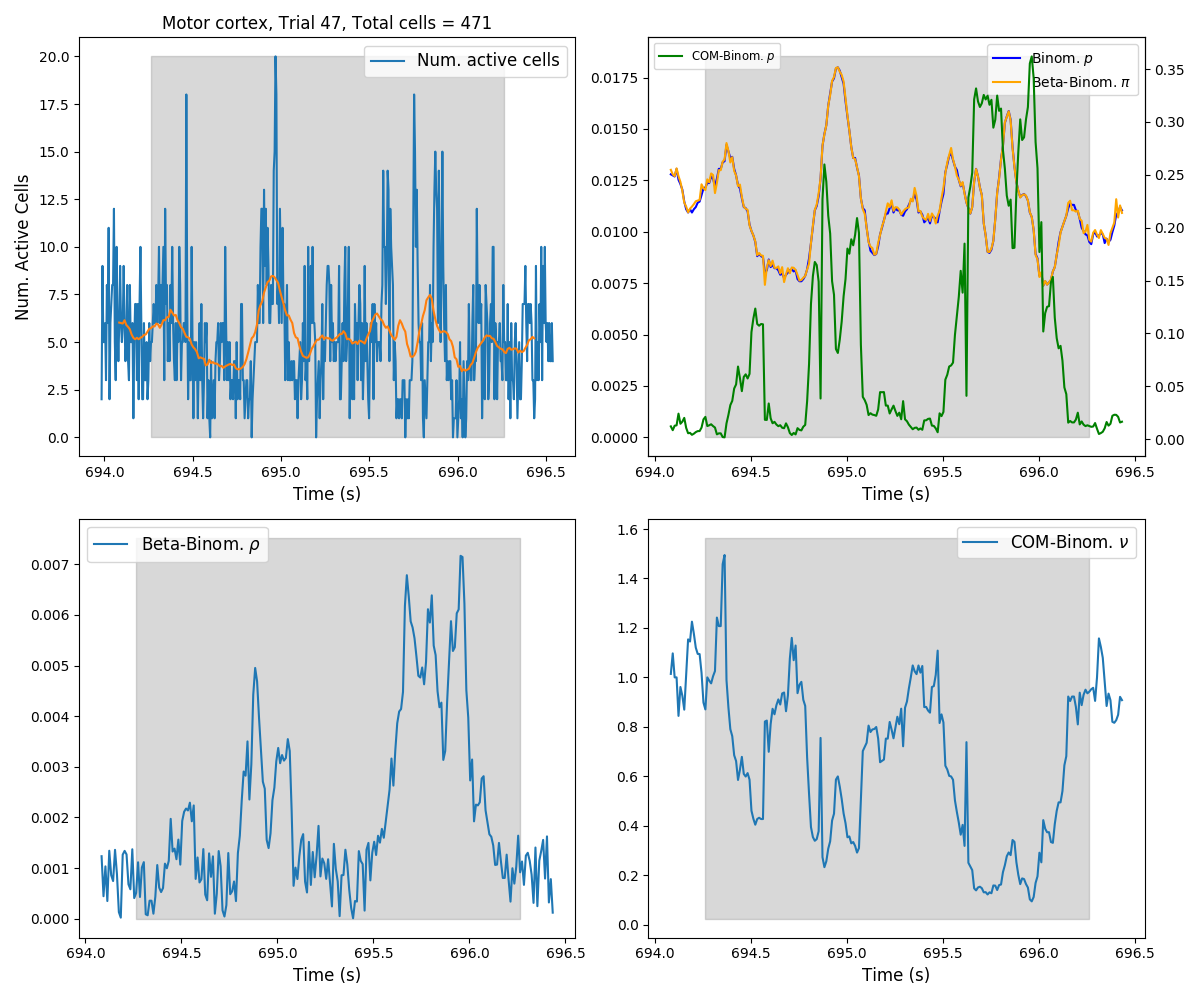 Motor cortex, Trial 47, Total cells = 471
Num. active cells
Num. Active Cells
20.0
17.5
15.0
12.5
10.0
7.5
5.0
2.5
0.0
694.0 694.5 695.0 695.5 696.0 696.5
Time (s)
COM-Binom. p
Binom. p
Beta-Binom. π
0.0175
0.0150
0.0125
0.0100
0.0075
0.0050
0.0025
0.0000
0.35
0.30
0.25
0.20
0.15
0.10
0.05
0.00
694.0 694.5 695.0 695.5 696.0 696.5
Time (s)
Beta-Binom. ρ
0.007
0.006
0.005
0.004
0.003
0.002
0.001
0.000
694.0 694.5 695.0 695.5 696.0 696.5
Time (s)
COM-Binom. ν
1.6
1.4
1.2
1.0
0.8
0.6
0.4
0.2
0.0
694.0 694.5 695.0 695.5 696.0 696.5
Time (s)